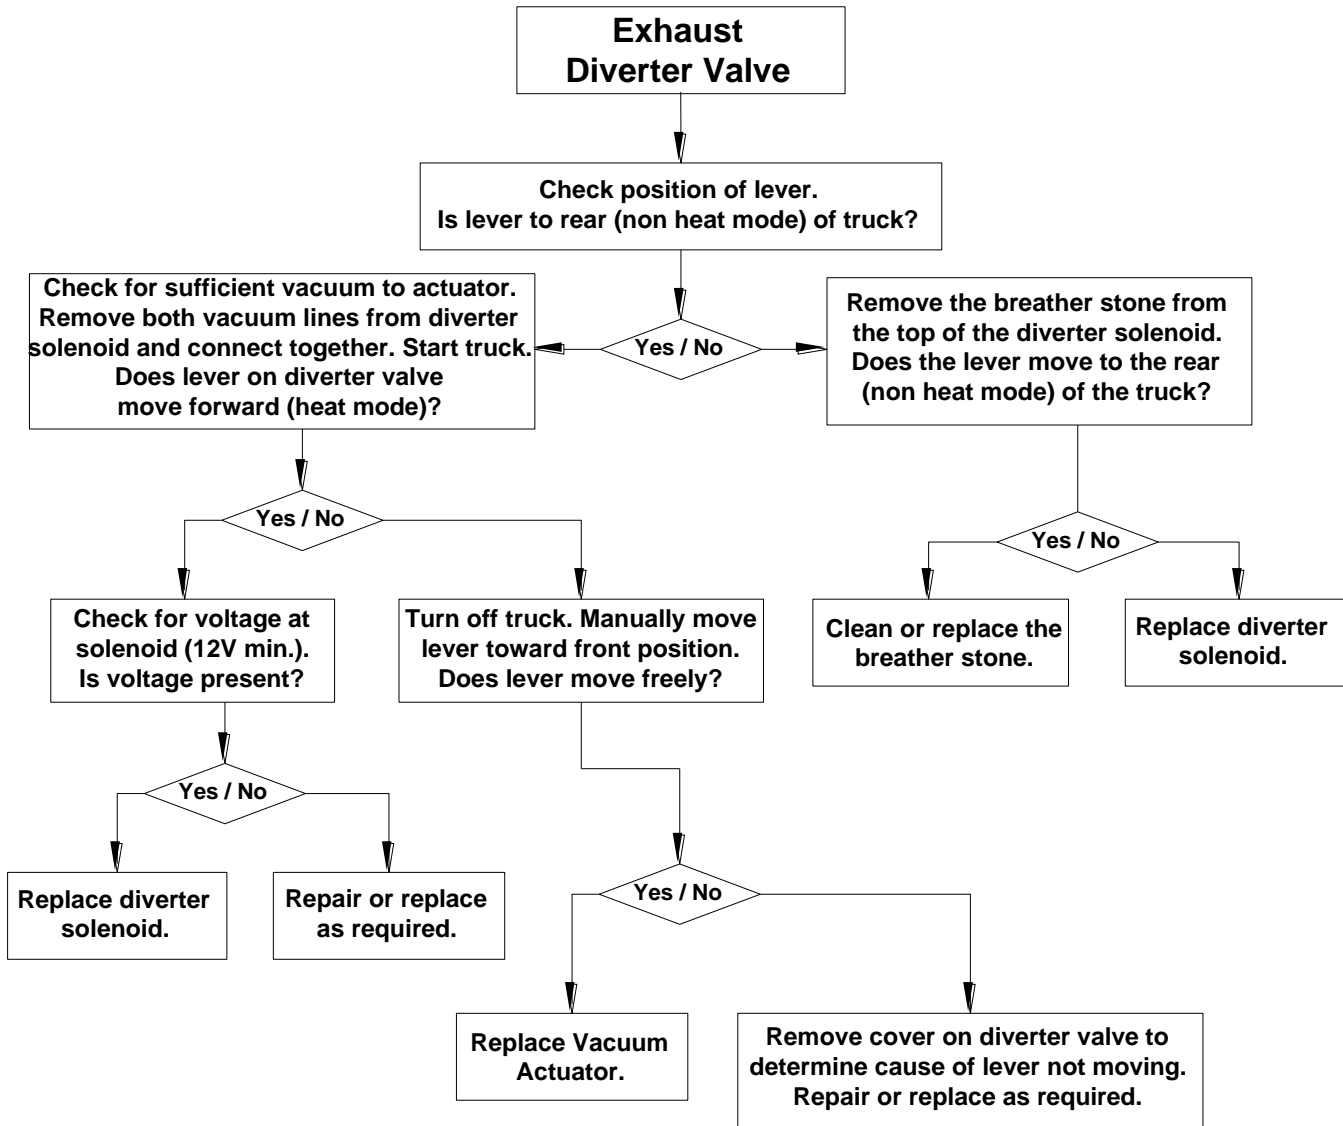 Exhaust
Diverter Valve
Check position of lever.
Is lever to rear (non heat mode) of truck?
Check for sufficient vacuum to actuator.
Remove both vacuum lines from diverter
solenoid and connect together. Start truck.
Does lever on diverter valve
move forward (heat mode)?
Yes / No
Remove the breather stone from
the top of the diverter solenoid.
Does the lever move to the rear
(non heat mode) of the truck?
Yes / No
Yes / No
Check for voltage at
solenoid (12V min.).
Is voltage present?
Turn off truck. Manually move
lever toward front position.
Does lever move freely?
Clean or replace the
breather stone.
Replace diverter
solenoid.
Yes / No
Replace diverter
solenoid.
Repair or replace
as required.
Yes / No
Replace Vacuum
Actuator.
Remove cover on diverter valve to
determine cause of lever not moving.
Repair or replace as required.